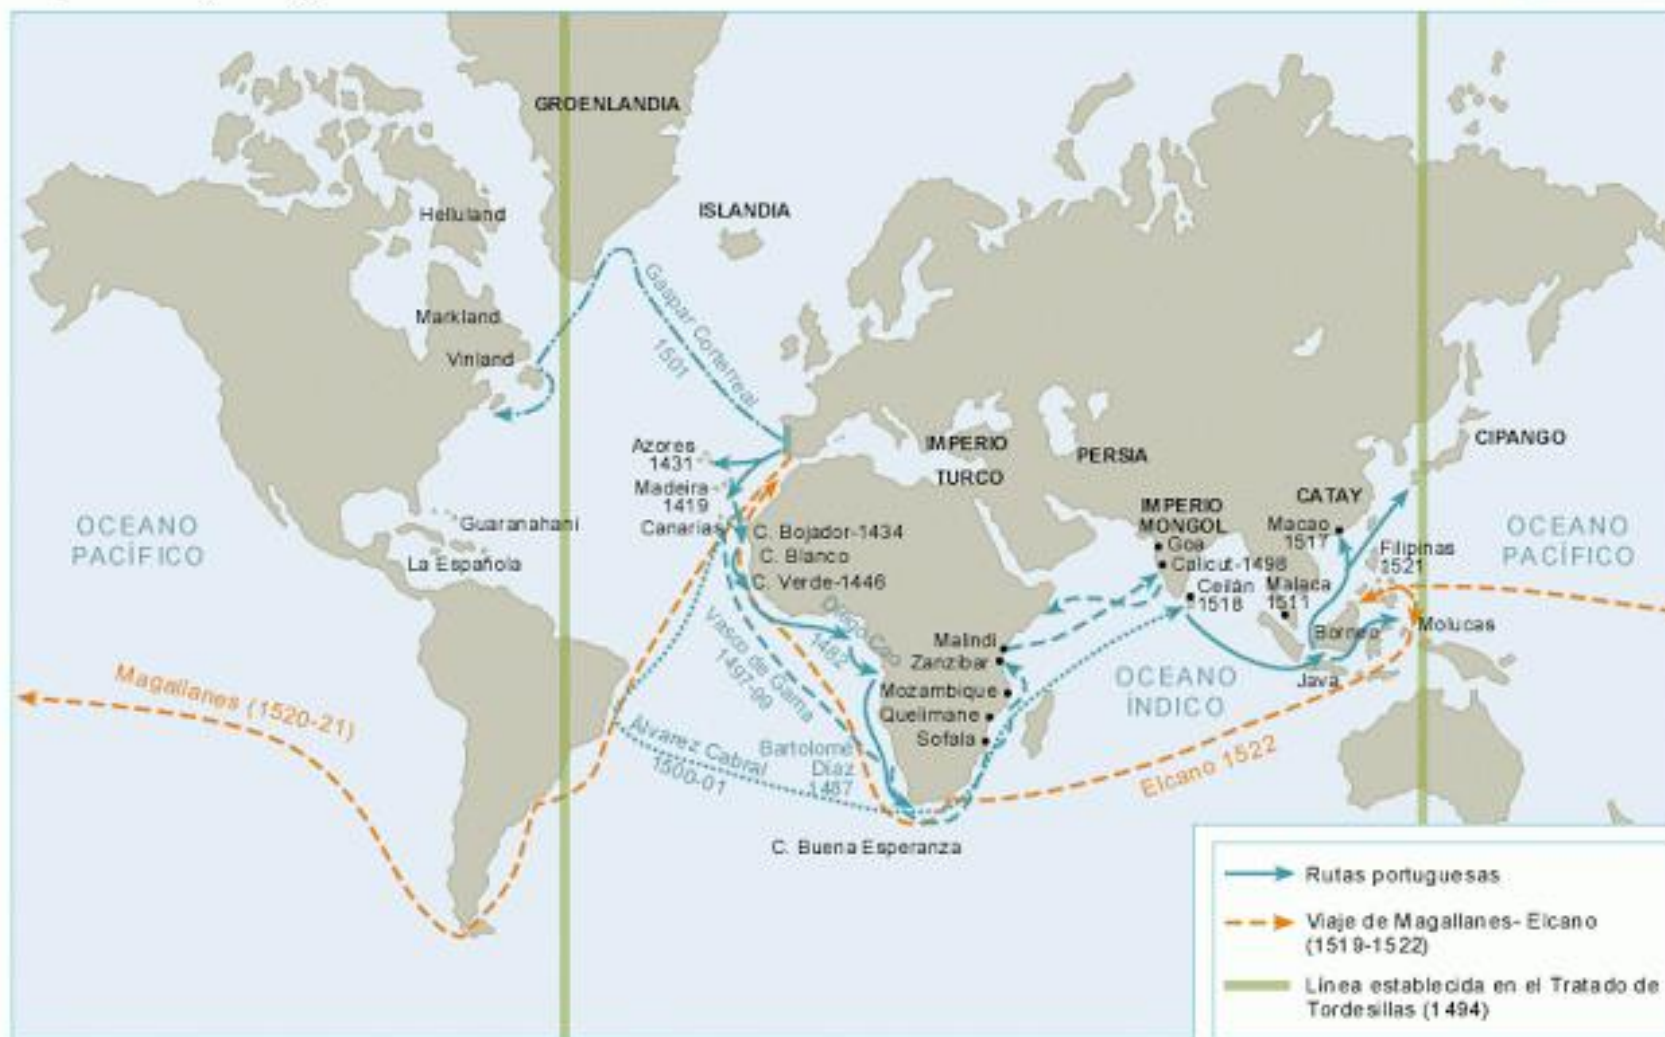 GROENLANDIA
Helluland
ISLANDIA
Gaspar Corterreal
1501
Markland
Vinland
Azores
1431
Madeira
1419
Canarias
IMPERIO
TURCO
PERSIA
CIPANGO
IMPERIO
MONGOL
CATAY
Macao
1517
OCEANO
PACÍFICO
Guaranahani
La Española
C. Bojador-1434
C. Blanco
C. Verde-1446
Goa
Calicut-1498
Ceilán
1518
Malaca
1511
Filipinas
1521
OCEANO
PACÍFICO
Diogo Cao
1482
Vasco de Gama
1497-99
Malindi
Zanzíbar
Mozambique
Quelimane
Sofala
OCEANO
ÍNDICO
Borneo
Molucas
Java
Magallanes (1520-21)
Álvarez Cabral
1500-01
Bartolomé
Díaz
1487
Elcano 1522
C. Buena Esperanza
Rutas portuguesas
Viaje de Magallanes- Elcano
(1519-1522)
Línea establecida en el Tratado de
Tordesillas (1494)